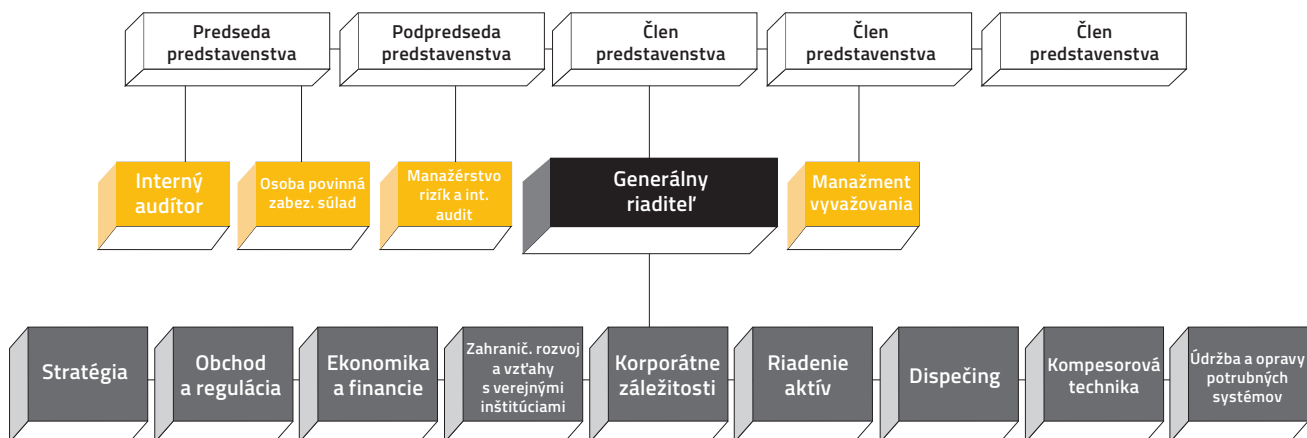 Predseda
predstavenstva
Podpredseda
predstavenstva
Člen
predstavenstva
Člen
predstavenstva
Člen
predstavenstva
Interný
audítor
Osoba povinná
zabez. súlad
Manažérstvo
rizík a int.
audit
Generálny
riaditeľ
Manažment
vyvažovania
Stratégia
Obchod
a regulácia
Ekonomika
a financie
Zahranič. rozvoj
a vzťahy
s verejnými
inštitúciami
Korporátne
záležitosti
Riadenie
aktív
Dispečing
Kompesorová
technika
Údržba a opravy
potrubných
systémov